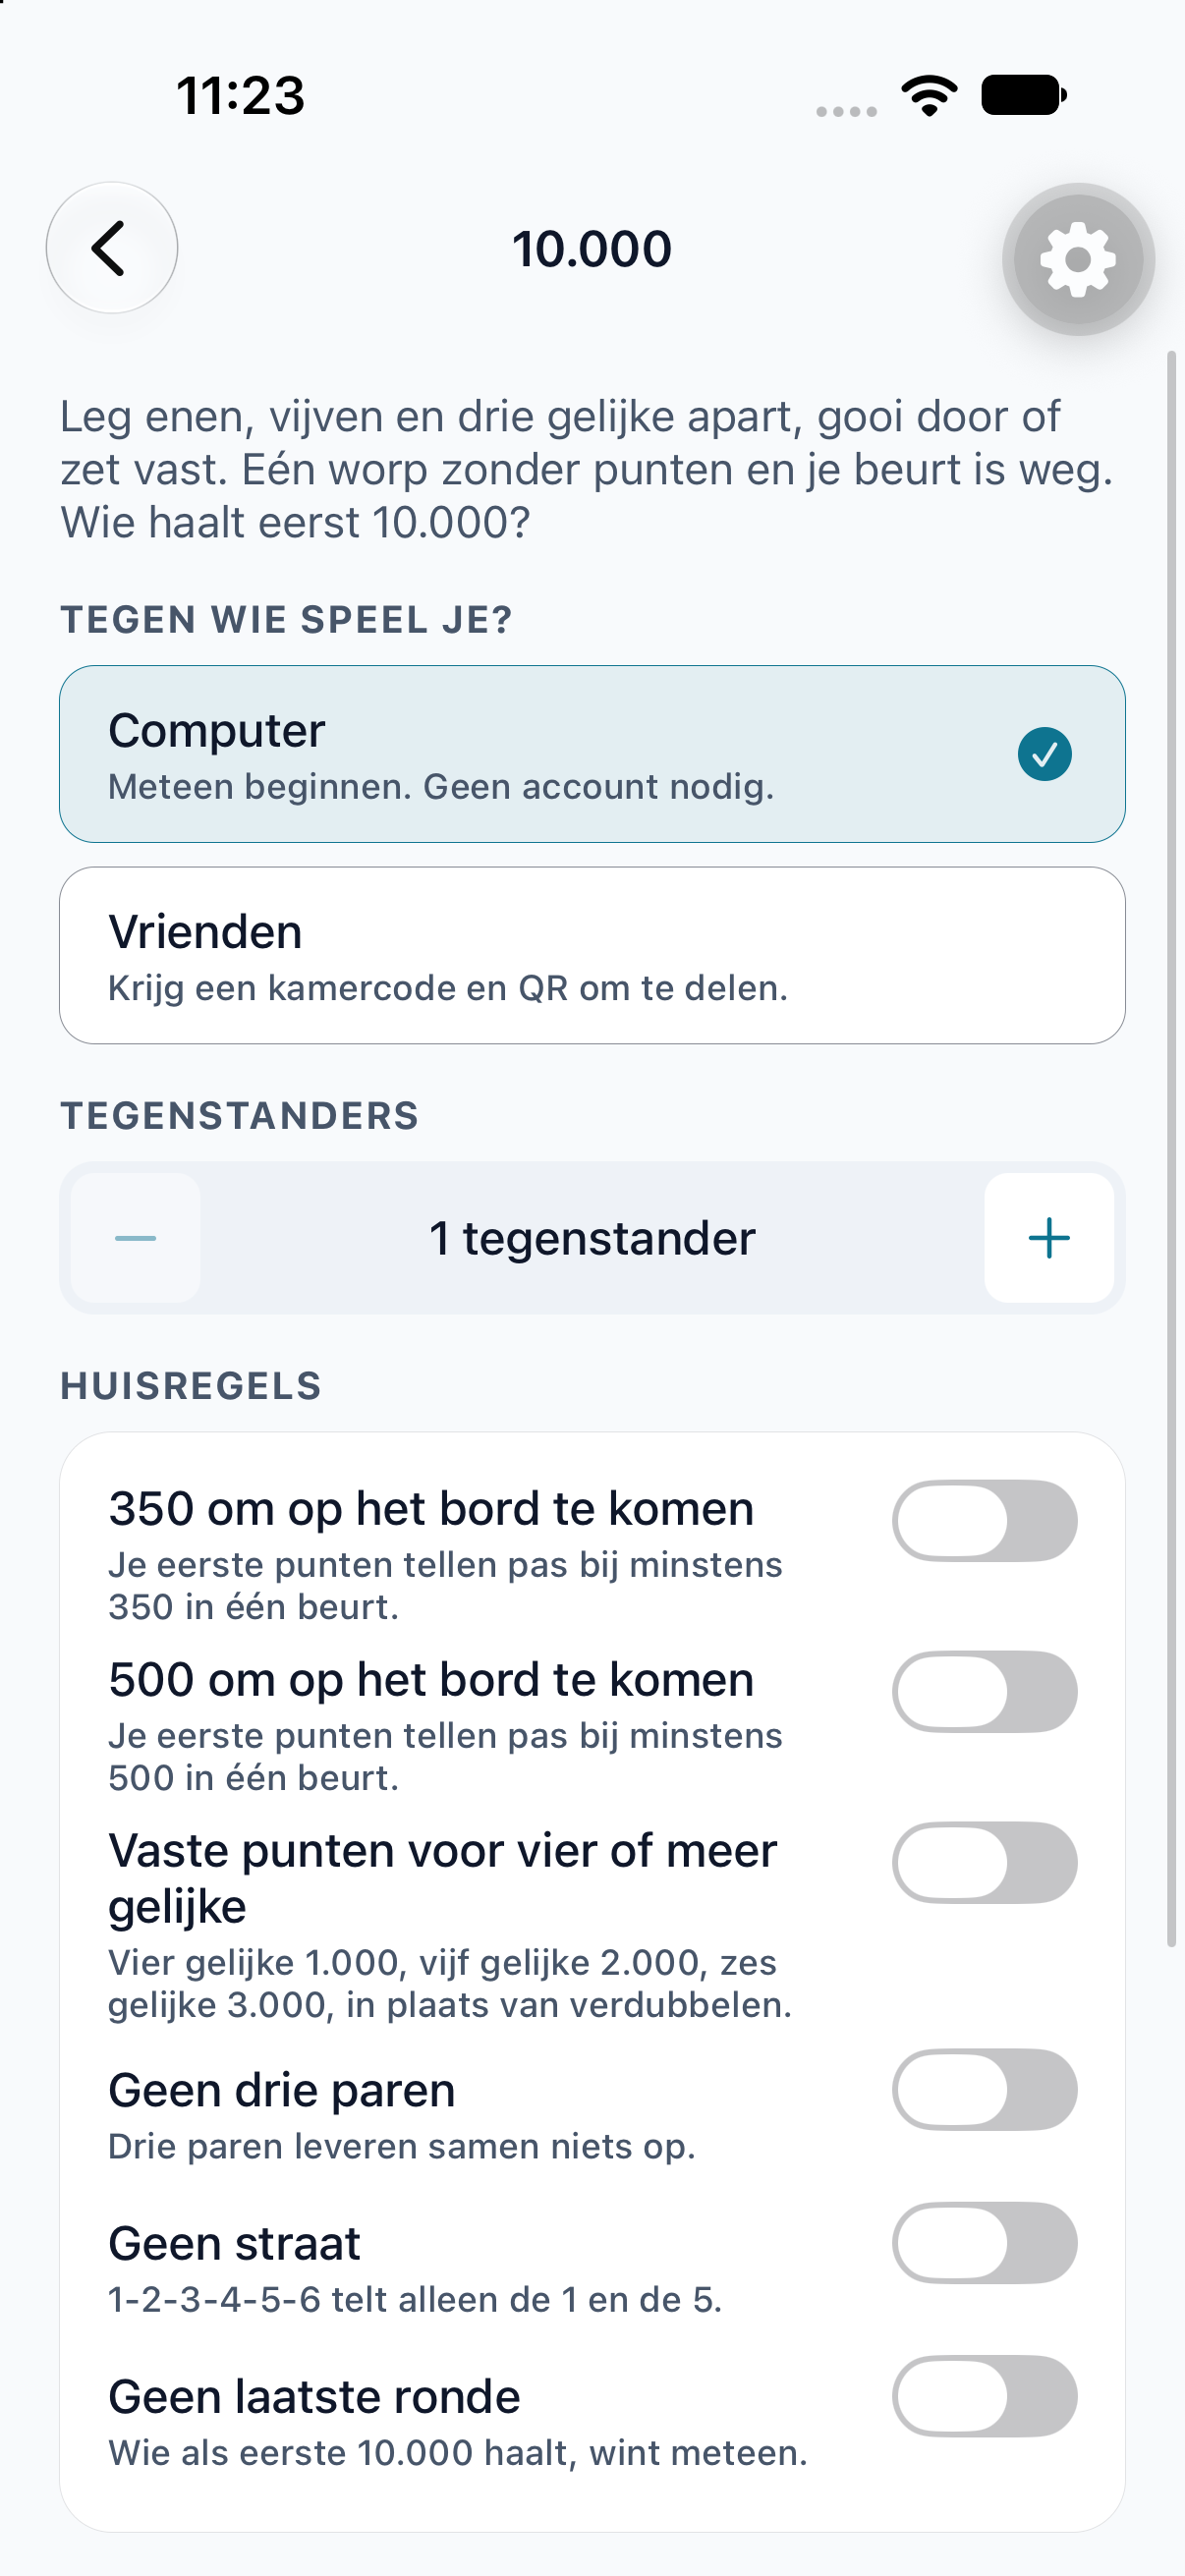 11:23
10.000
Leg enen, vijven en drie gelijke apart, gooi door of
zet vast. Eén worp zonder punten en je beurt is weg.
Wie haalt eerst 10.000?
TEGEN WIE SPEEL JE?
Computer
Meteen beginnen. Geen account nodig.
Vrienden
Krijg een kamercode en QR om te delen.
TEGENSTANDERS
1 tegenstander
HUISREGELS
350 om op het bord te komen
Je eerste punten tellen pas bij minstens
350 in één beurt.
500 om op het bord te komen
Je eerste punten tellen pas bij minstens
500 in één beurt.
Vaste punten voor vier of meer
gelijke
Vier gelijke 1.000, vijf gelijke 2.000, zes
gelijke 3.000, in plaats van verdubbelen.
Geen drie paren
Drie paren leveren samen niets op.
Geen straat
1-2-3-4-5-6 telt alleen de 1 en de 5.
Geen laatste ronde
Wie als eerste 10.000 haalt, wint meteen.